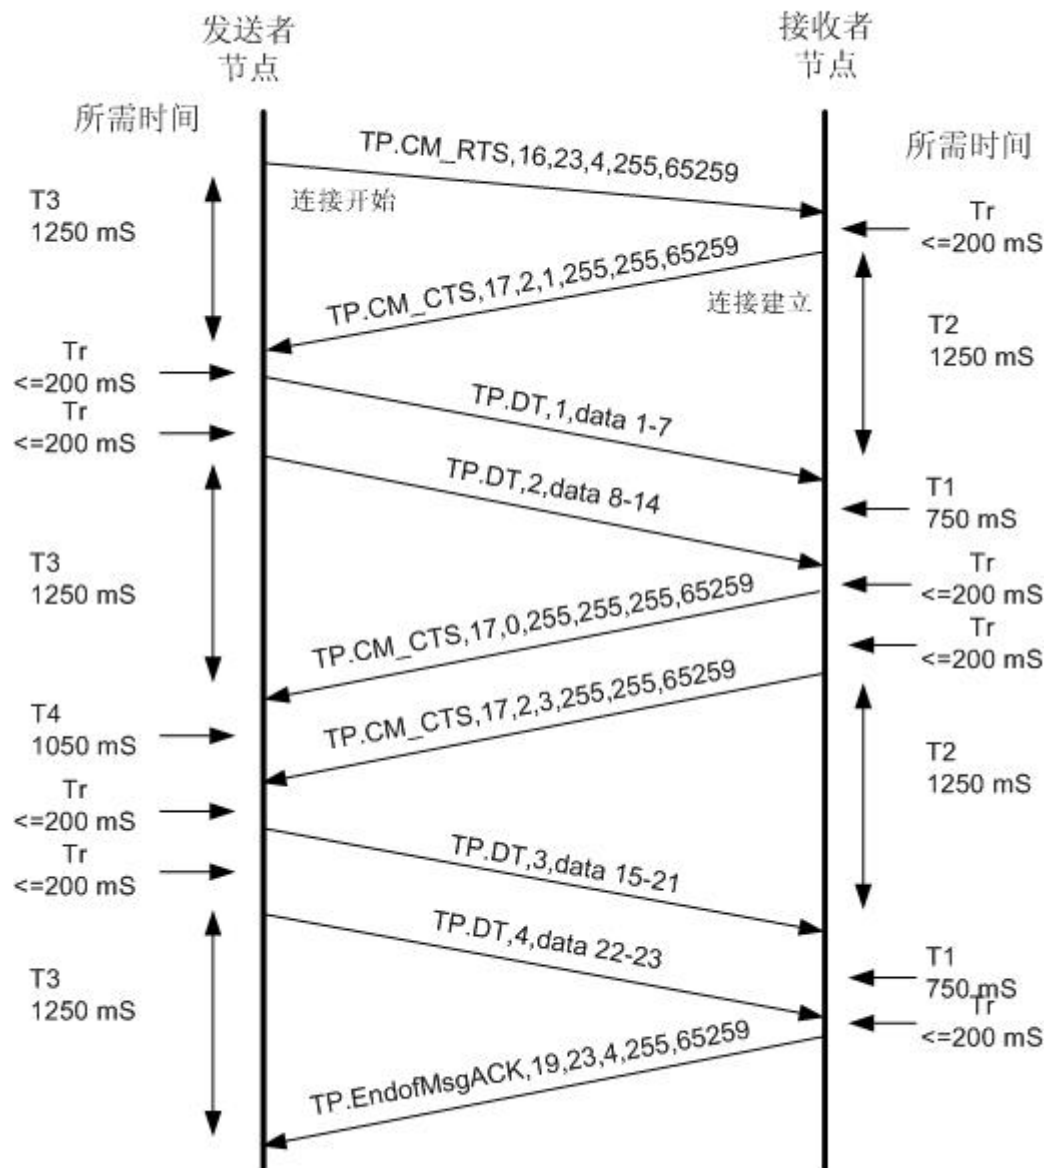 发送者
节点
接收者
节点
所需时间
所需时间
TP.CM_RTS,16,23,4,255,65259
连接开始
T3
1250 mS
Tr
<=200 mS
TP.CM_CTS,17,2,1,255,255,65259
连接建立
T2
1250 mS
Tr
<=200 mS
TP.DT,1,data 1-7
Tr
<=200 mS
TP.DT,2,data 8-14
T1
750 mS
T3
1250 mS
Tr
<=200 mS
TP.CM_CTS,17,0,255,255,255,65259
Tr
<=200 mS
TP.CM_CTS,17,2,3,255,255,65259
T4
1050 mS
T2
1250 mS
Tr
<=200 mS
TP.DT,3,data 15-21
Tr
<=200 mS
TP.DT,4,data 22-23
T1
750 mS
T3
1250 mS
Tr
<=200 mS
TP.EndofMsgACK,19,23,4,255,65259